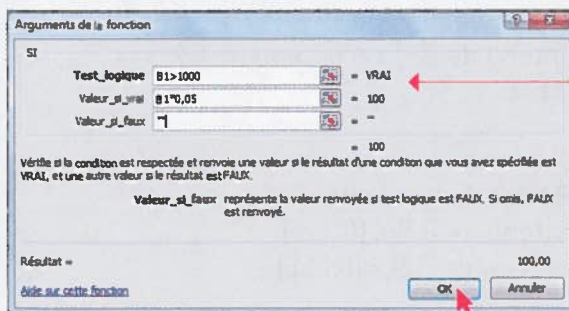 Arguments de la fonction
SI
Test_logique B1>1000 = VRAI
Valeur_si_vrai B1*0,05 = 100
Valeur_si_faux "" = ""
= 100
Vérifie si la condition est respectée et renvoie une valeur si le résultat d'une condition que vous avez spécifiée est
VRAI, et une autre valeur si le résultat est FAUX.
Valeur_si_faux représente la valeur renvoyée si test logique est FAUX. Si omis, FAUX
est renvoyé.
Résultat = 100,00
Aide sur cette fonction OK Annuler